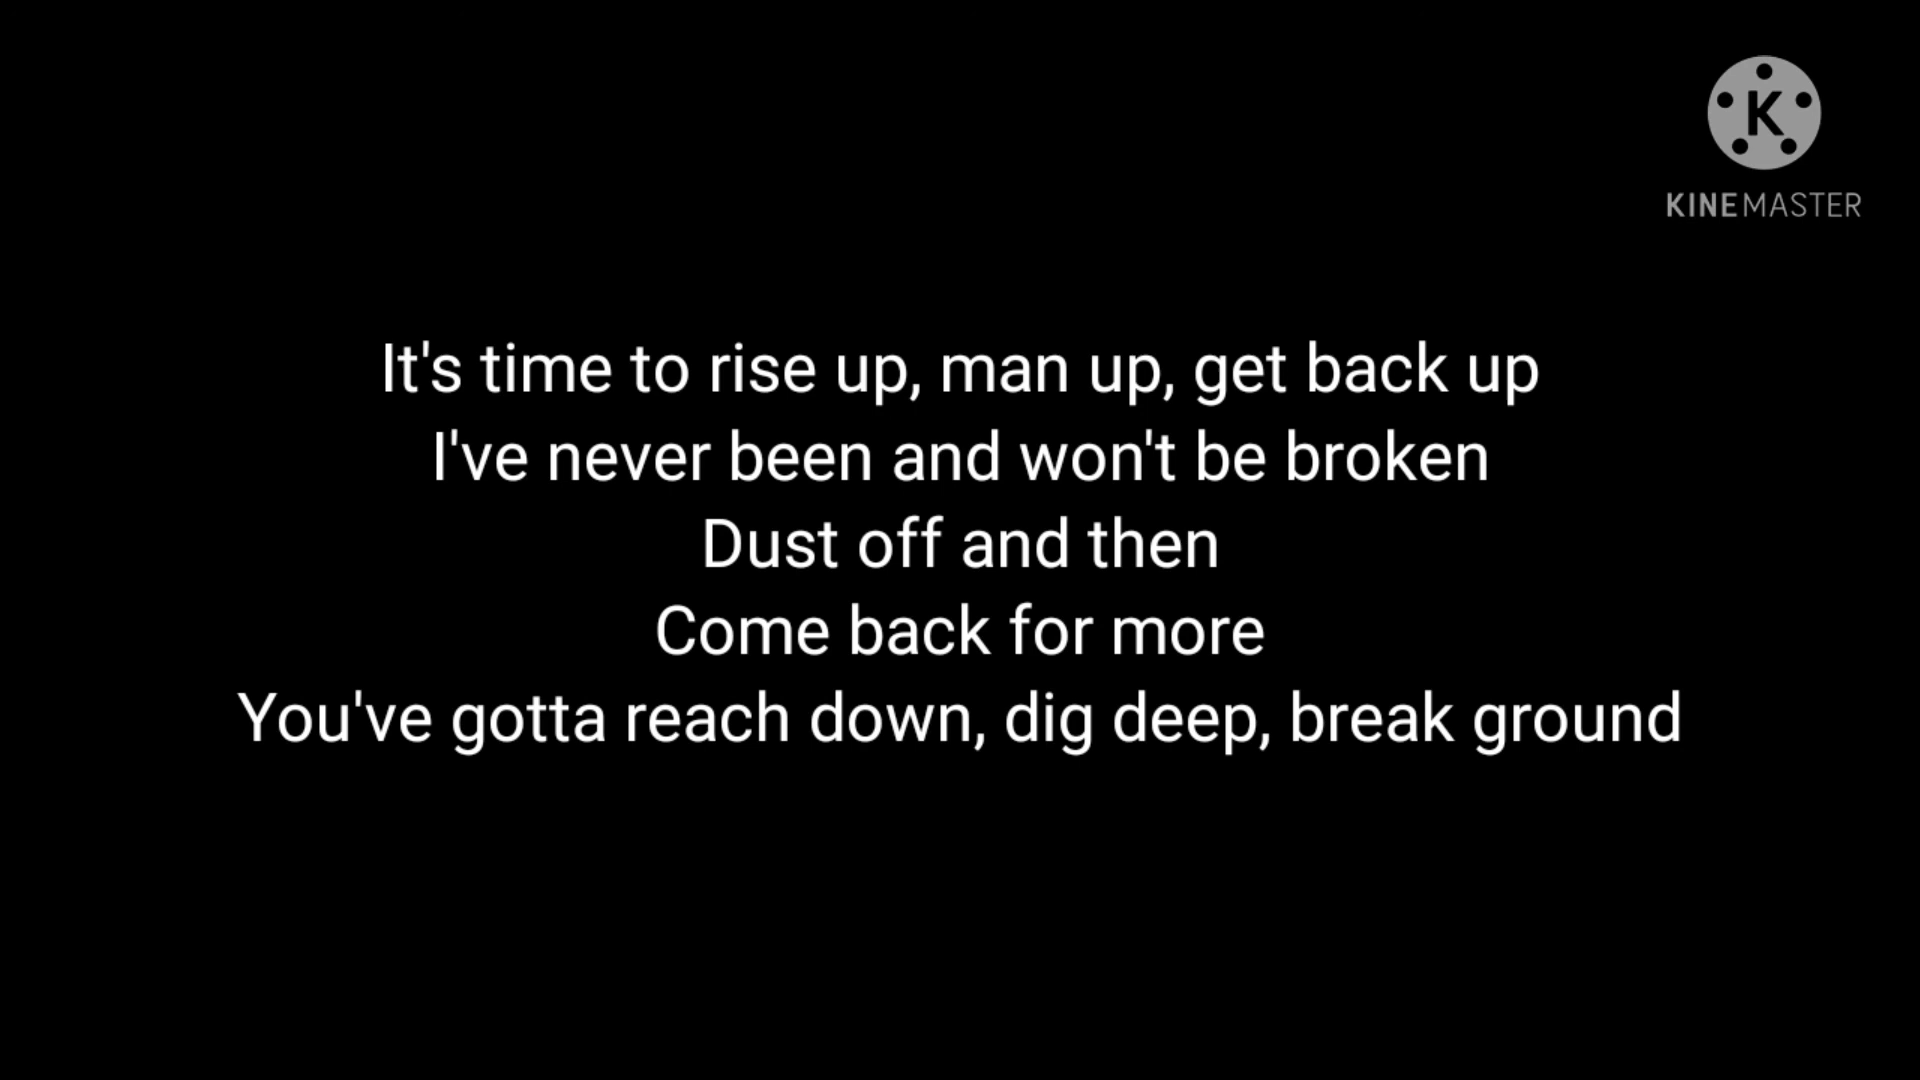 K
KINEMASTER
It's time to rise up, man up, get back up
I've never been and won't be broken
Dust off and then
Come back for more
You've gotta reach down, dig deep, break ground